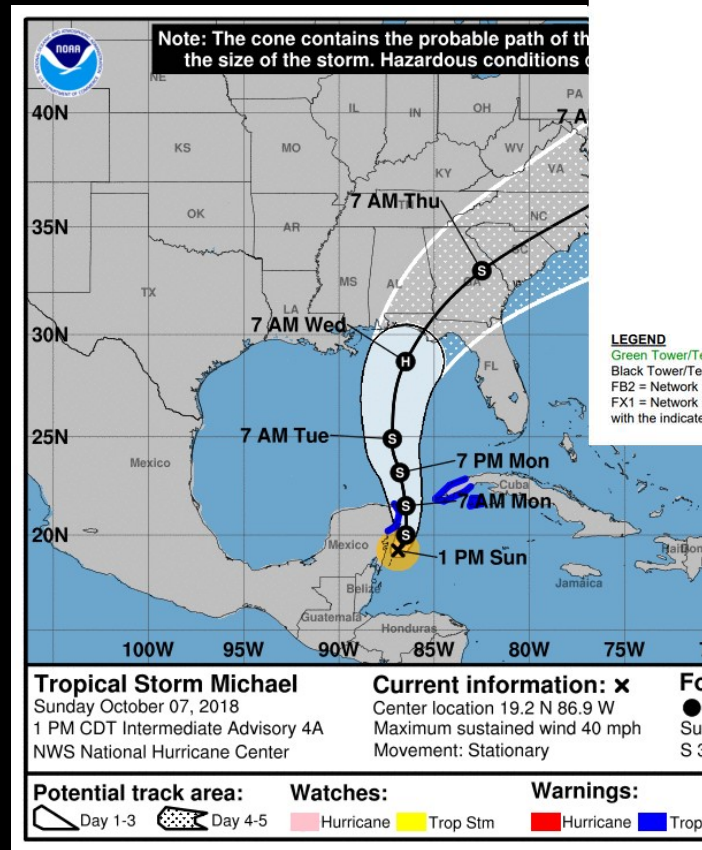 Note: The cone contains the probable path of th
the size of the storm. Hazardous conditions
NOAA
NE
IL
IN
OH
PA
40N
7 A
KS
MO
WV
VA
KY
7 AM Thu
OK
TN
NC
35N
AR
SC
MS
AL
GA
TX
LA
7 AM Wed
30N
H
S
FL
LEGEND
Green Tower/Te
Black Tower/Te
FB2 = Network
FX1 = Network
with the indicate
25N
7 AM Tue
S
Mexico
7 PM Mon
S
Cuba
7 AM Mon
S
20N
S
Mexico
1 PM Sun
Haiti
Dom
Belize
Jamaica
Guatemala
Honduras
100W
95W
90W
85W
80W
75W
7
Tropical Storm Michael
Sunday October 07, 2018
1 PM CDT Intermediate Advisory 4A
NWS National Hurricane Center
Current information: ×
Center location 19.2 N 86.9 W
Maximum sustained wind 40 mph
Movement: Stationary
Fo
Su
S 3
Potential track area:
Day 1-3
Day 4-5
Watches:
Hurricane
Trop Stm
Warnings:
Hurricane
Trop